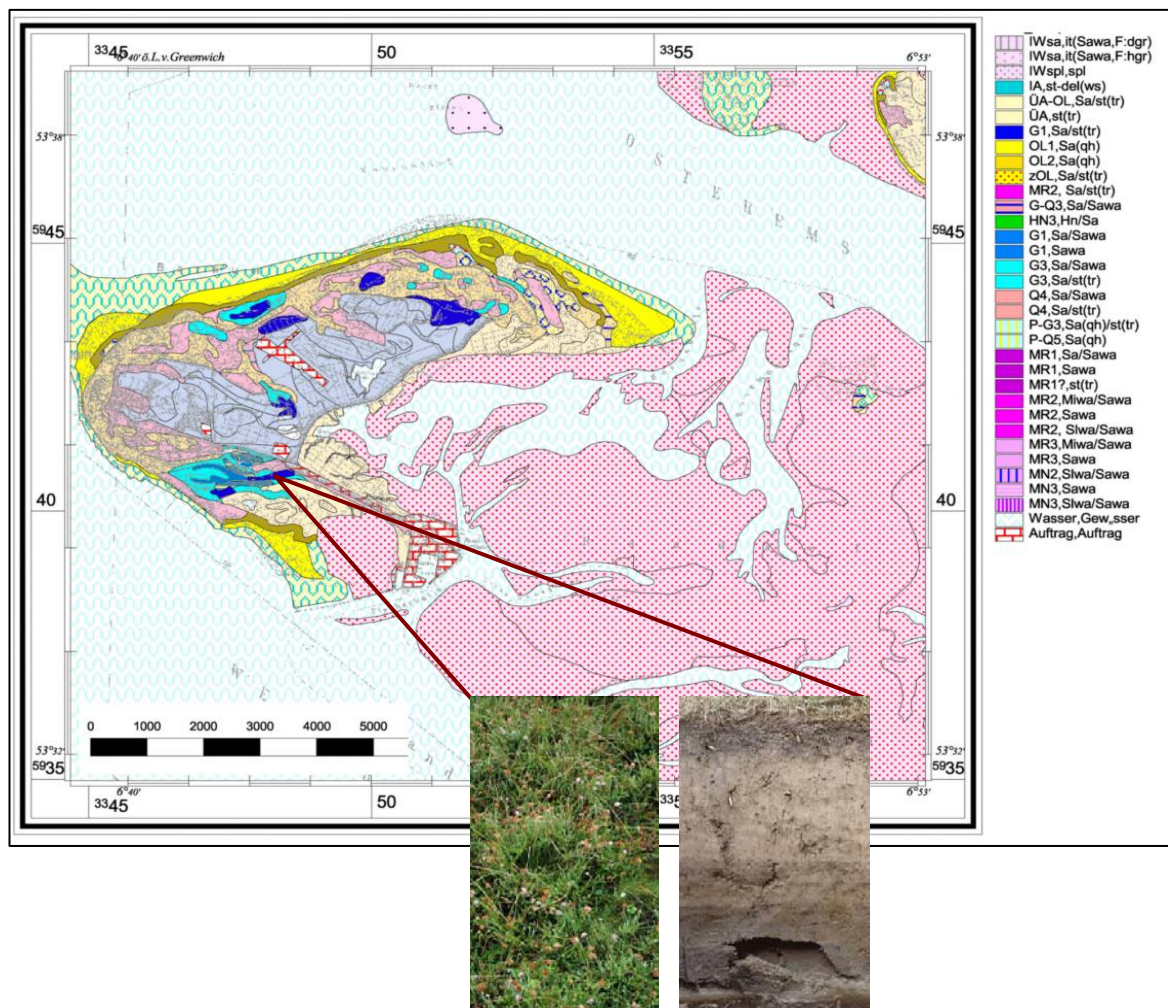 33 45
6°40' ö.L.v.Greenwich
50
33 55
6°53'
53°38'
59 45
40
53°32'
59 35
O S T E R E M S
W E
0 1000 2000 3000 4000 5000
53°32'
59 35
6°40'
33 45
50
33 5
6°53'
IWsa,it(Sawa,F:dgr)
IWsa,it(Sawa,F:hgr)
IWspl,spl
IA,st-del(ws)
ÜA-OL,Sa/st(tr)
ÜA,st(tr)
G1,Sa/st(tr)
OL1,Sa(qh)
OL2,Sa(qh)
zOL,Sa/st(tr)
MR2, Sa/st(tr)
G-Q3,Sa/Sawa
HN3,Hn/Sa
G1,Sa/Sawa
G1,Sawa
G3,Sa/Sawa
G3,Sa/st(tr)
Q4,Sa/Sawa
Q4,Sa/st(tr)
P-G3,Sa(qh)/st(tr)
P-Q5,Sa(qh)
MR1,Sa/Sawa
MR1,Sawa
MR1?,st(tr)
MR2,Miwa/Sawa
MR2,Sawa
MR2, Slwa/Sawa
MR3,Miwa/Sawa
MR3,Sawa
MN2,Slwa/Sawa
MN3,Sawa
MN3,Slwa/Sawa
Wasser,Gew„sser
Auftrag,Auftrag